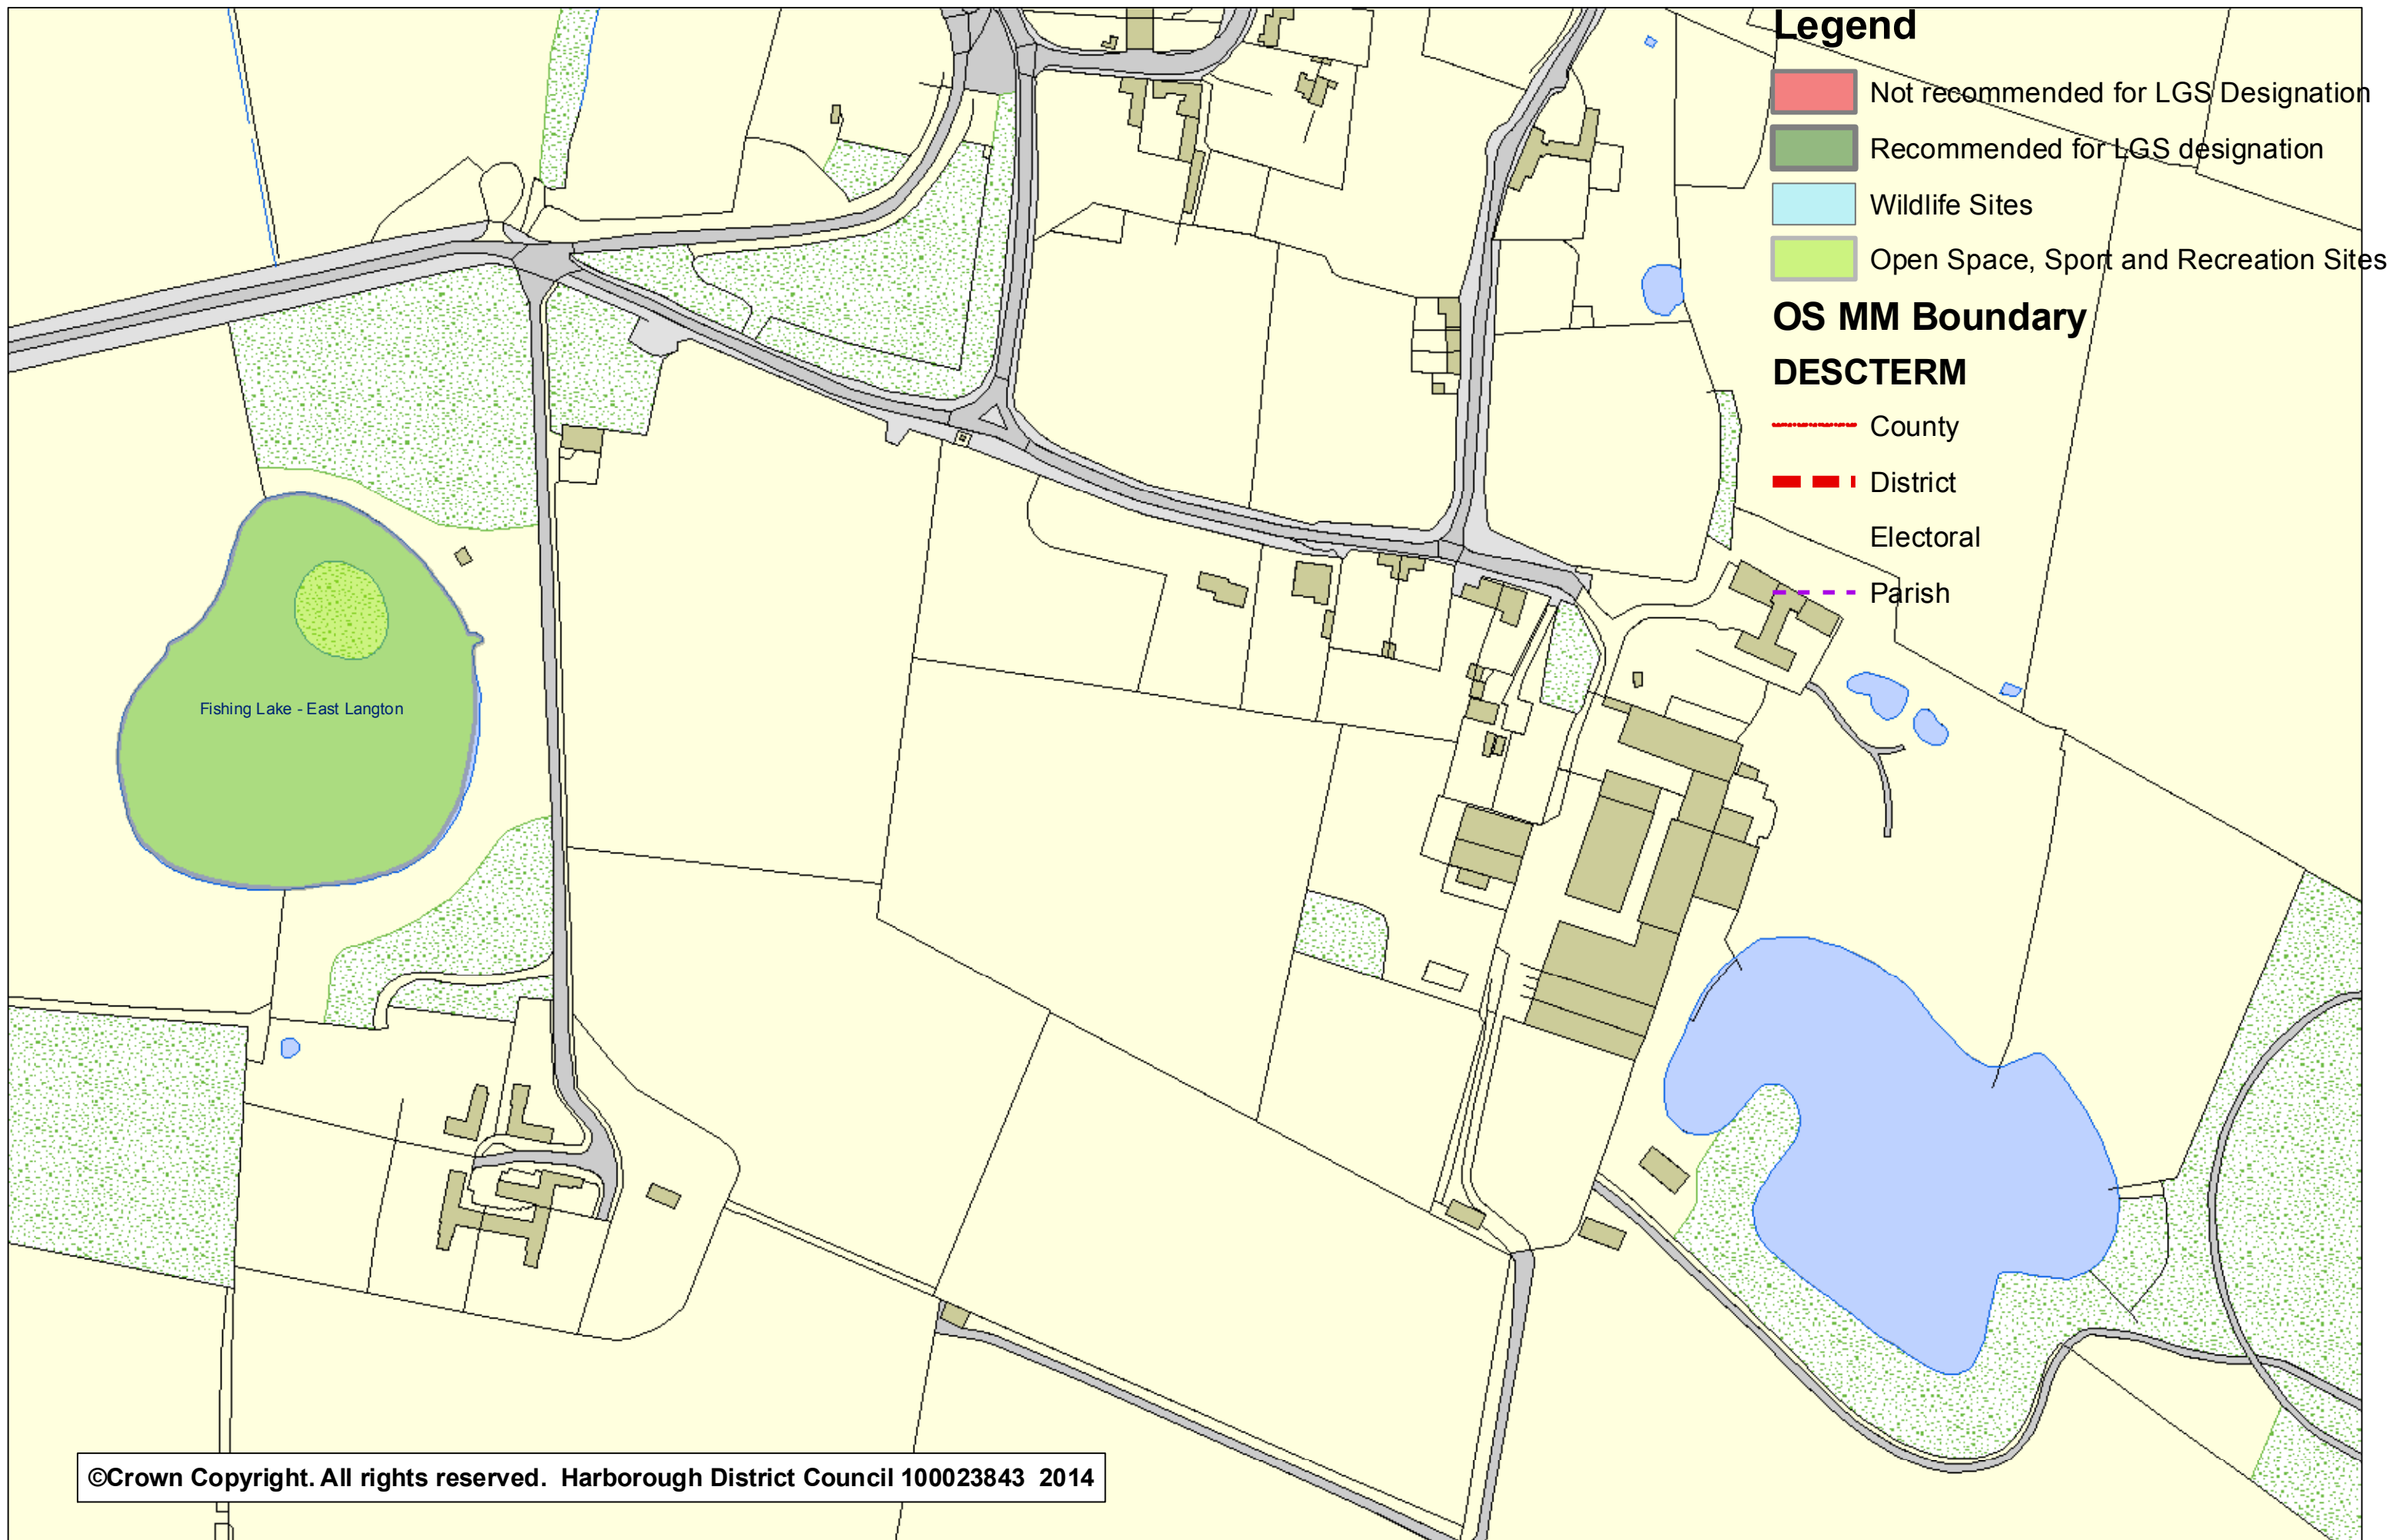 Legend
Not recommended for LGS Designation
Recommended for LGS designation
Wildlife Sites
Open Space, Sport and Recreation Sites
OS MM Boundary
DESCTERM
County
District
Electoral
Parish
Fishing Lake - East Langton
©Crown Copyright. All rights reserved. Harborough District Council 100023843 2014